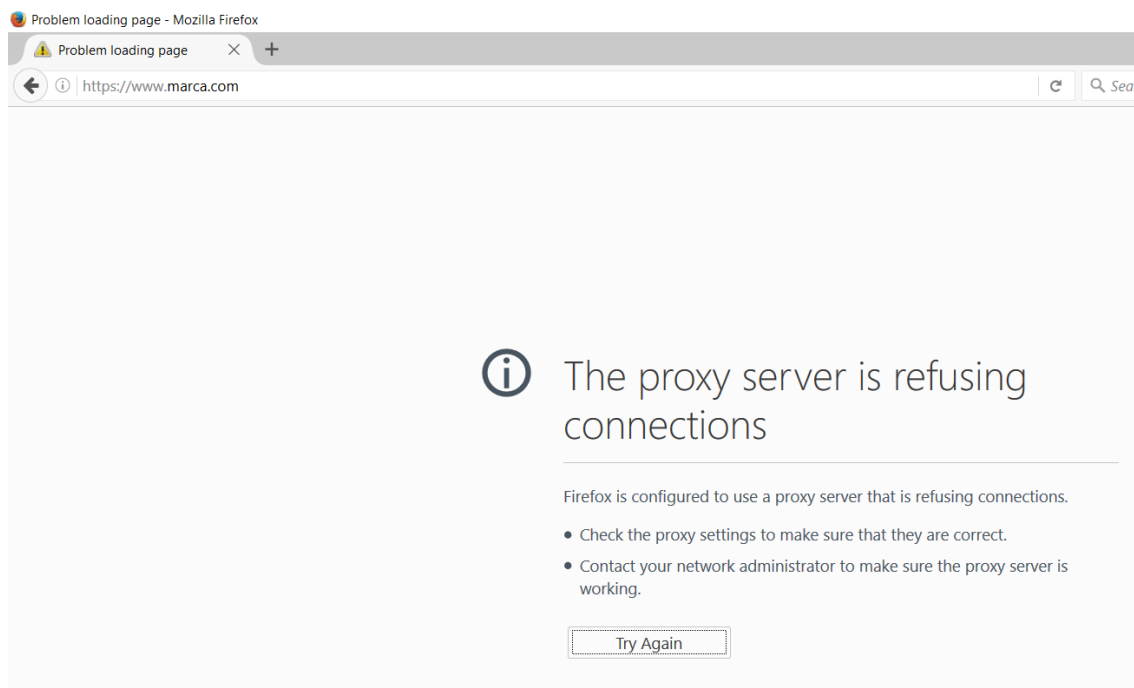 Problem loading page - Mozilla Firefox
Problem loading page
https://www.marca.com
Sea
The proxy server is refusing
connections
Firefox is configured to use a proxy server that is refusing connections.
• Check the proxy settings to make sure that they are correct.
• Contact your network administrator to make sure the proxy server is
working.
Try Again